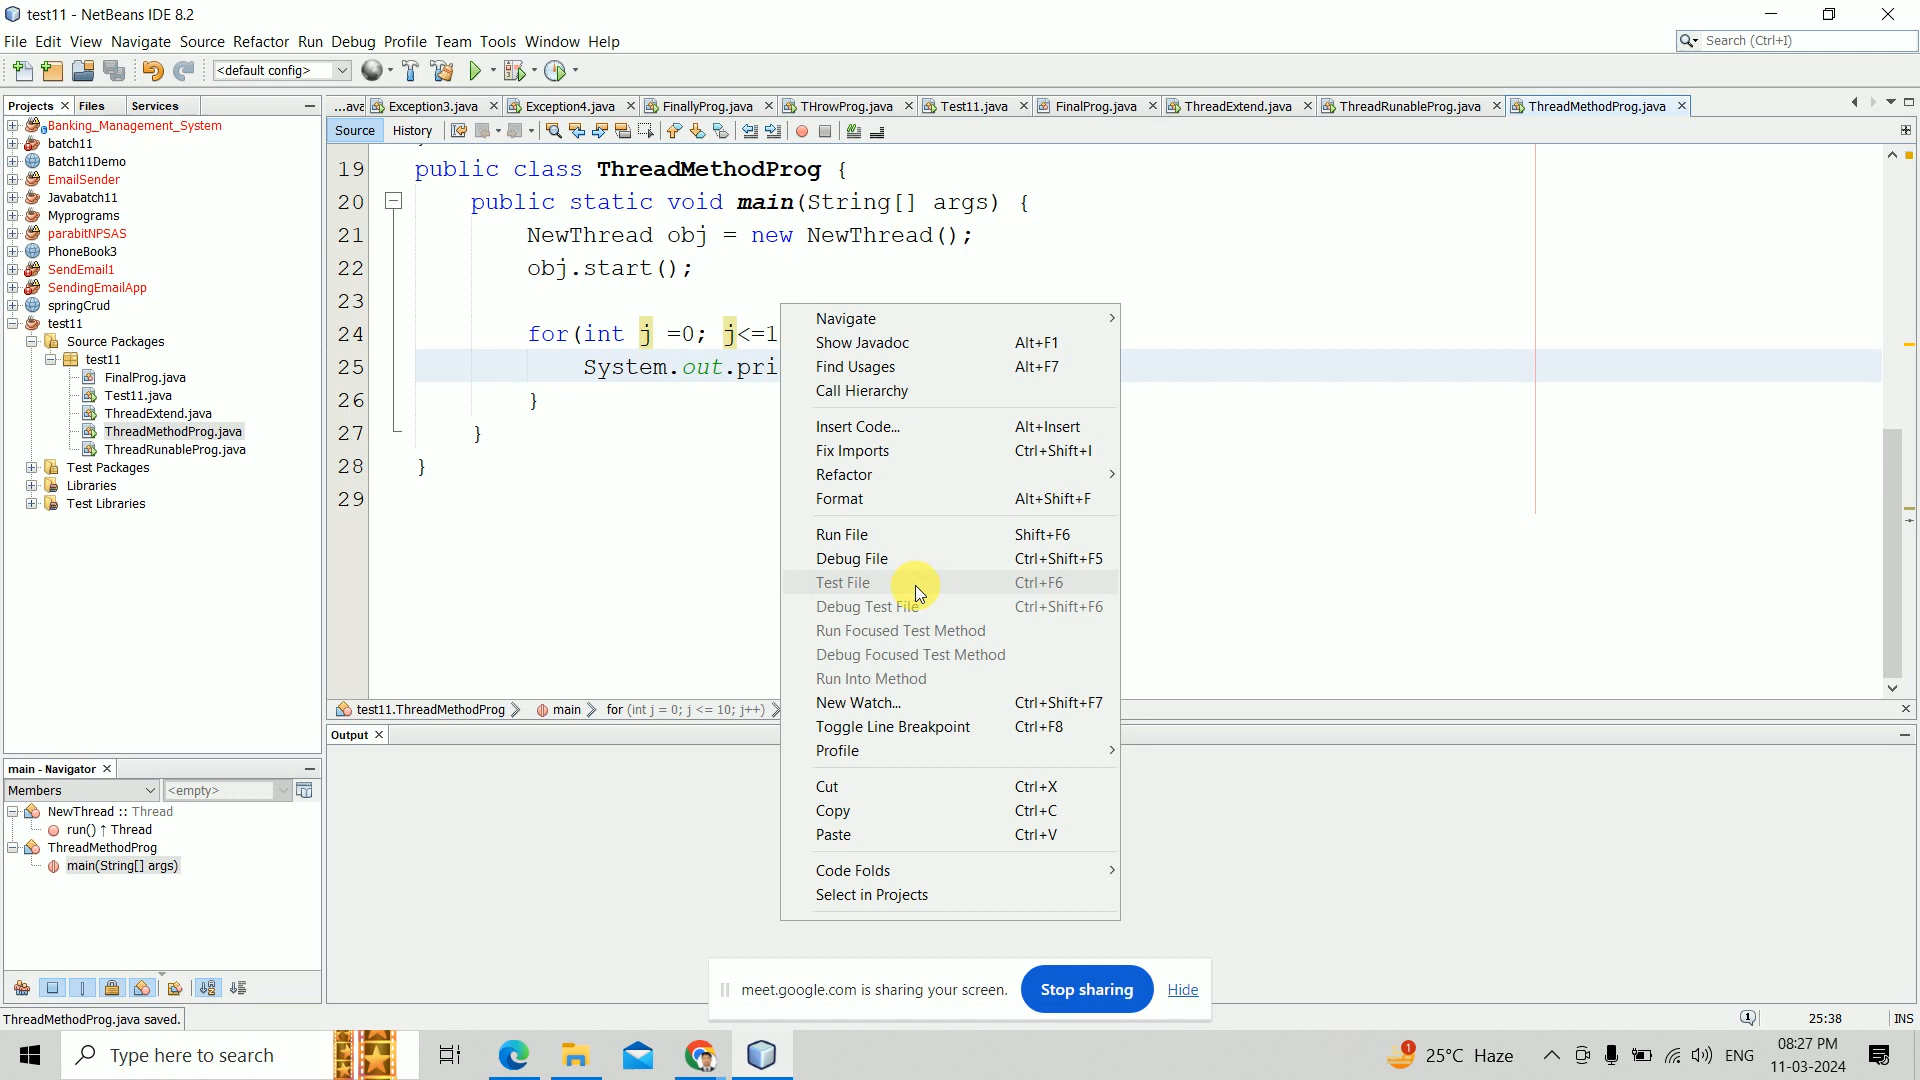 test11 - NetBeans IDE 8.2
File Edit View Navigate Source Refactor Run Debug Profile Team Tools Window Help
Search (Ctrl+I)
<default config>
Projects Files Services
...ava Exception3.java Exception4.java FinallyProg.java THrowProg.java Test11.java FinalProg.java ThreadExtend.java ThreadRunableProg.java ThreadMethodProg.java
Source History
Banking_Management_System
batch11
Batch11Demo
EmailSender
Javabatch11
Myprograms
parabitNPSAS
PhoneBook3
SendEmail1
SendingEmailApp
springCrud
test11
Source Packages
test11
FinalProg.java
Test11.java
ThreadExtend.java
ThreadMethodProg.java
ThreadRunableProg.java
Test Packages
Libraries
Test Libraries
19 public class ThreadMethodProg {
20 public static void main(String[] args) {
21 NewThread obj = new NewThread();
22 obj.start();
23
24 for(int j =0; j<=1
25 System.out.pri
26 }
27 }
28 }
29
Navigate
Show Javadoc Alt+F1
Find Usages Alt+F7
Call Hierarchy
Insert Code... Alt+Insert
Fix Imports Ctrl+Shift+I
Refactor
Format Alt+Shift+F
Run File Shift+F6
Debug File Ctrl+Shift+F5
Test File Ctrl+F6
Debug Test File Ctrl+Shift+F6
Run Focused Test Method
Debug Focused Test Method
Run Into Method
New Watch... Ctrl+Shift+F7
Toggle Line Breakpoint Ctrl+F8
Profile
Cut Ctrl+X
Copy Ctrl+C
Paste Ctrl+V
Code Folds
Select in Projects
test11.ThreadMethodProg main for (int j = 0; j <= 10; j++)
Output
main - Navigator
Members <empty>
NewThread :: Thread
run() ↑ Thread
ThreadMethodProg
main(String[] args)
meet.google.com is sharing your screen. Stop sharing Hide
ThreadMethodProg.java saved.
1 25:38 INS
Type here to search
1 25°C Haze ENG 08:27 PM
11-03-2024